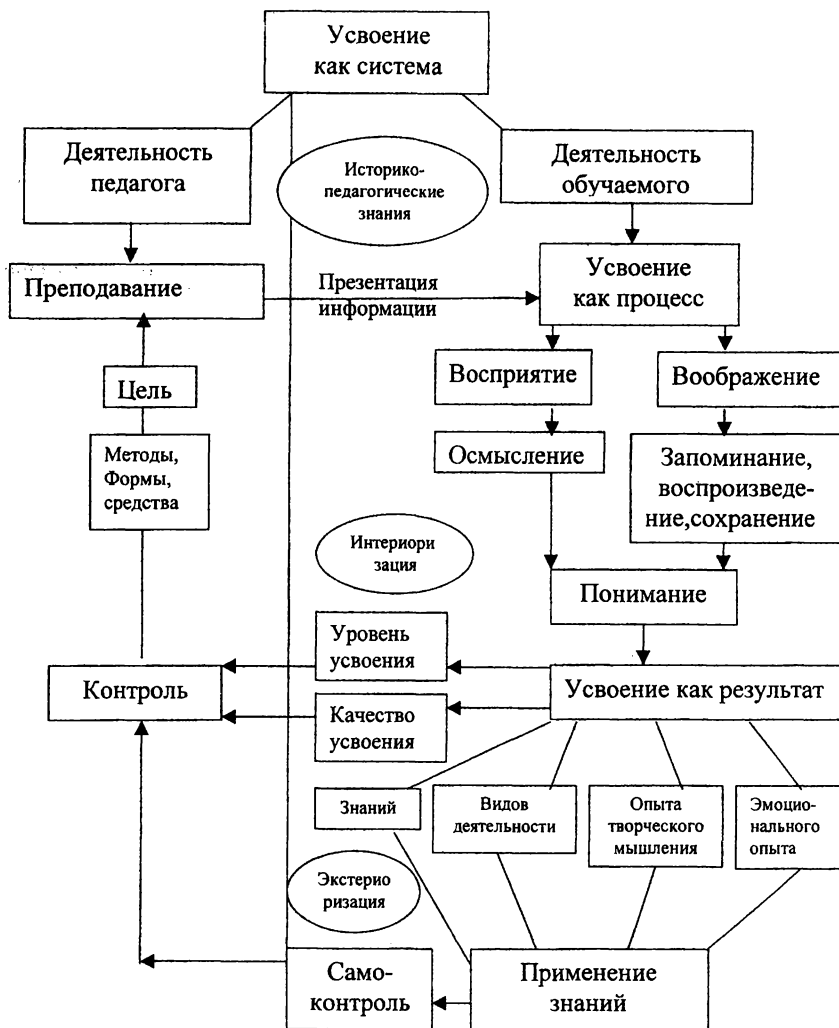 Усвоение
как система
Деятельность
педагога
Историко-
педагогические
знания
Деятельность
обучаемого
Преподавание
Презентация
информации
Усвоение
как процесс
Цель
Восприятие
Воображение
Методы,
Формы,
средства
Осмысление
Запоминание,
воспроизведе-
ние,сохранение
Интериори
зация
Понимание
Уровень
усвоения
Контроль
Качество
усвоения
Усвоение как результат
Знаний
Видов
деятельности
Опыта
творческого
мышления
Эмоцио-
нального
опыта
Экстерио
ризация
Само-
контроль
Применение
знаний